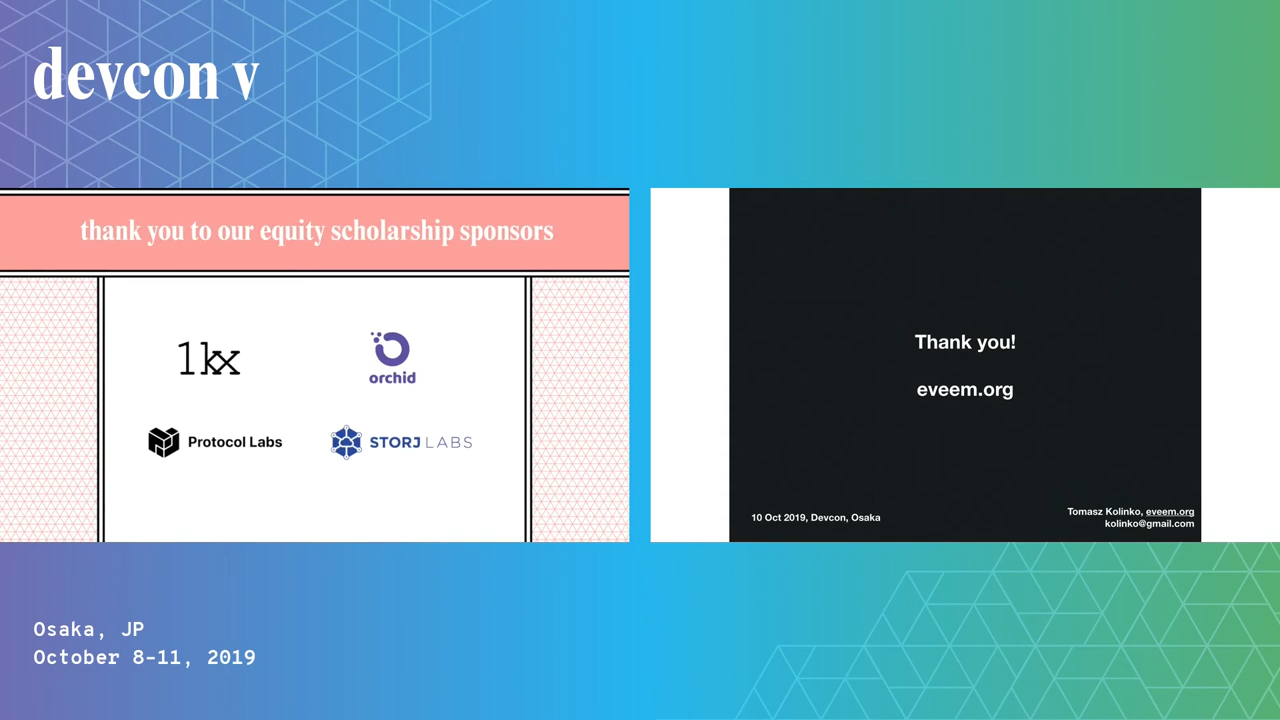 devcon v
thank you to our equity scholarship sponsors
1kx
orchid
Protocol Labs
STORJ LABS
Thank you!
eveem.org
10 Oct 2019, Devcon, Osaka
Tomasz Kolinko, eveem.org
kolinko@gmail.com
Osaka, JP
October 8-11, 2019